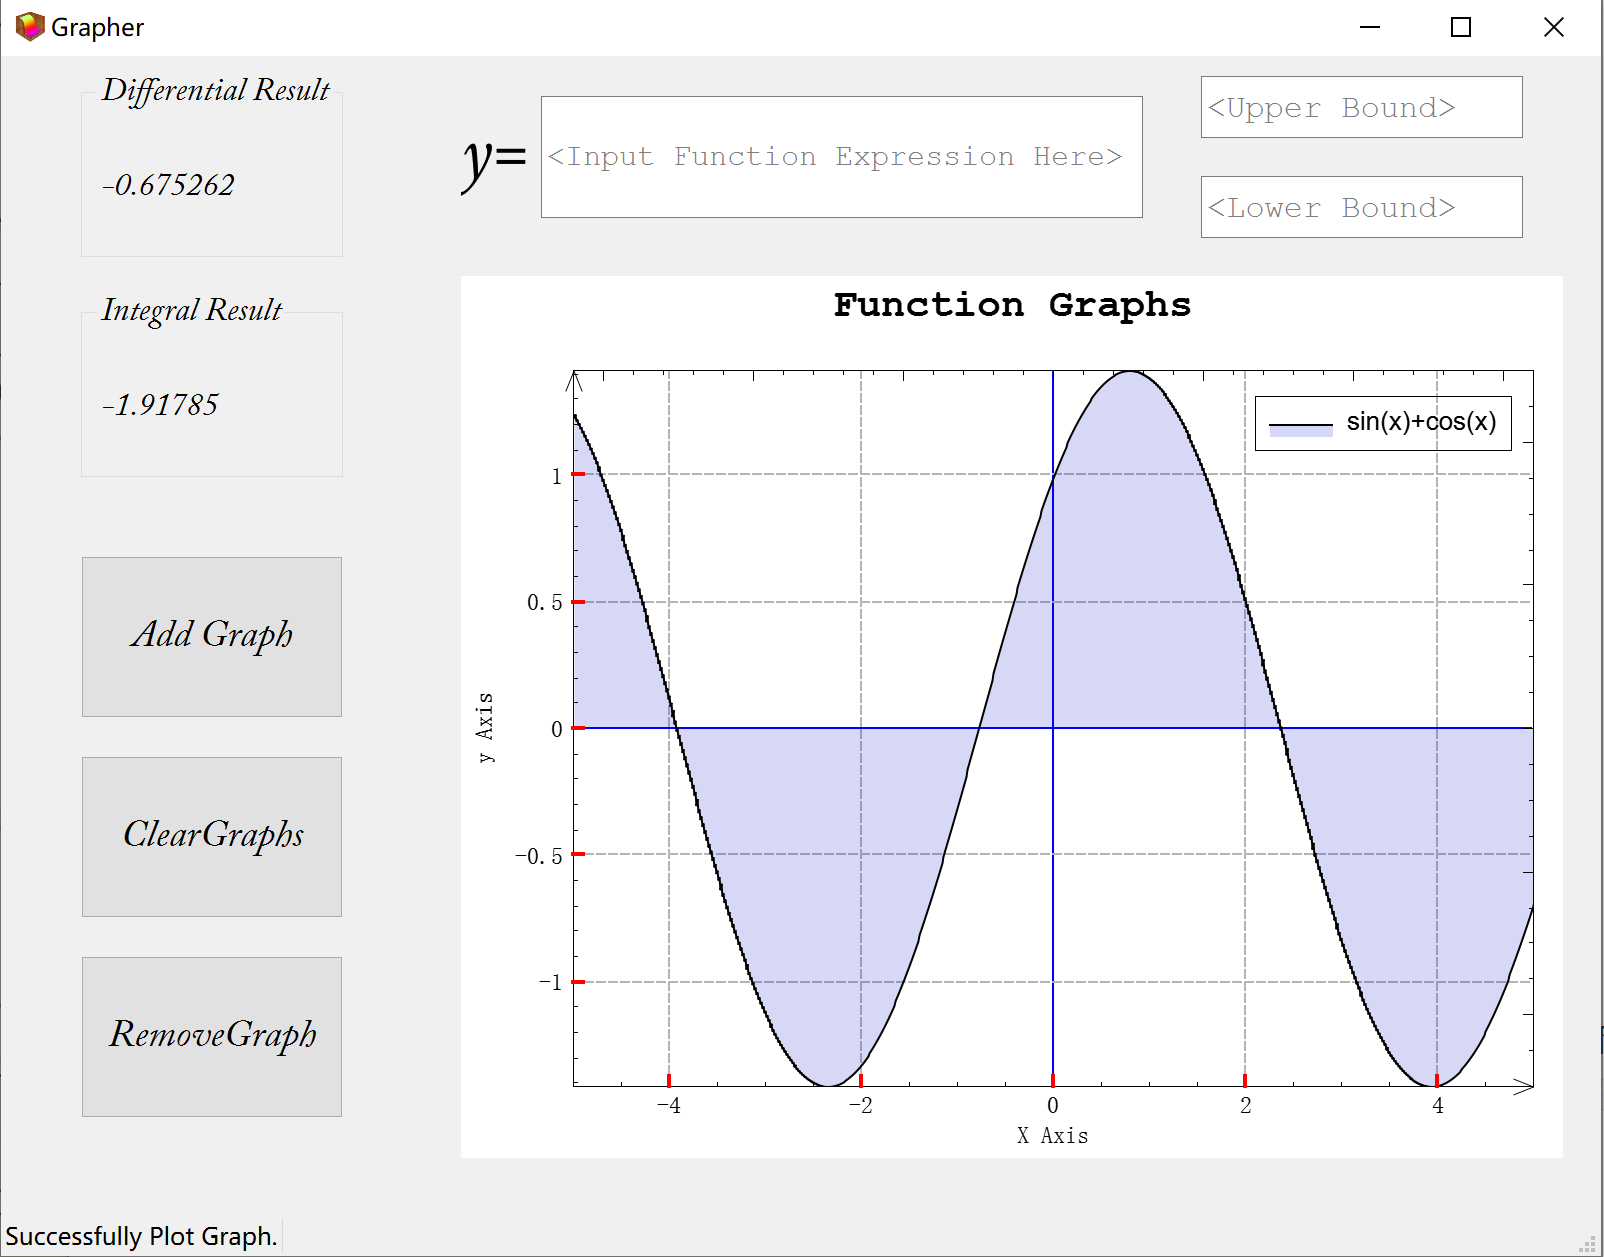 Grapher
Differential Result
-0.675262
Integral Result
-1.91785
Add Graph
ClearGraphs
RemoveGraph
y=
<Input Function Expression Here>
<Upper Bound>
<Lower Bound>
Function Graphs
sin(x)+cos(x)
1
0.5
0
-0.5
-1
y Axis
-4 -2 0 2 4
X Axis
Successfully Plot Graph.